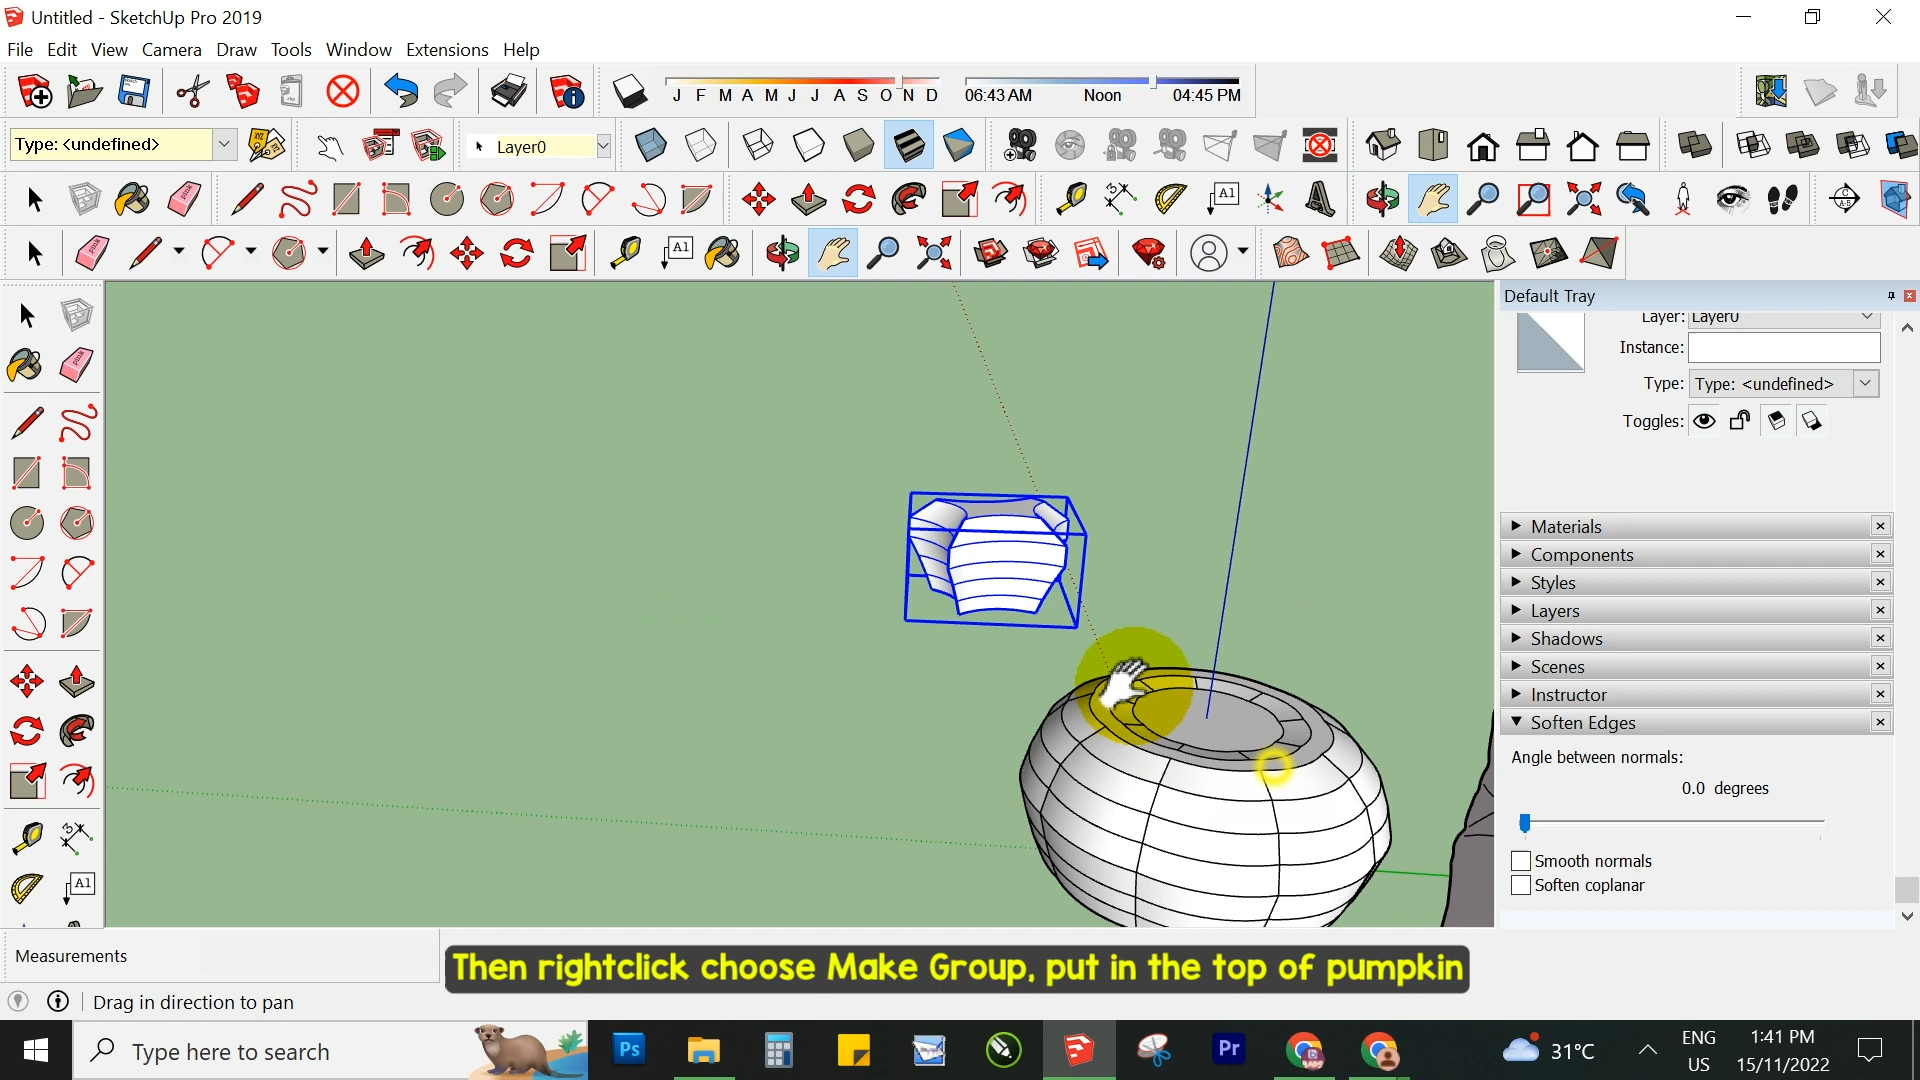 Untitled - SketchUp Pro 2019
File Edit View Camera Draw Tools Window Extensions Help
J F M A M J J A S O N D
06:43 AM Noon 04:45 PM
Type: <undefined>
Layer0
Default Tray
Layer: Layer0
Instance:
Type: Type: <undefined>
Toggles:
Materials
Components
Styles
Layers
Shadows
Scenes
Instructor
Soften Edges
Angle between normals:
0.0 degrees
Smooth normals
Soften coplanar
Measurements
Then rightclick choose Make Group, put in the top of pumpkin
Drag in direction to pan
Type here to search
Ps
Pr
31°C
ENG
US
1:41 PM
15/11/2022